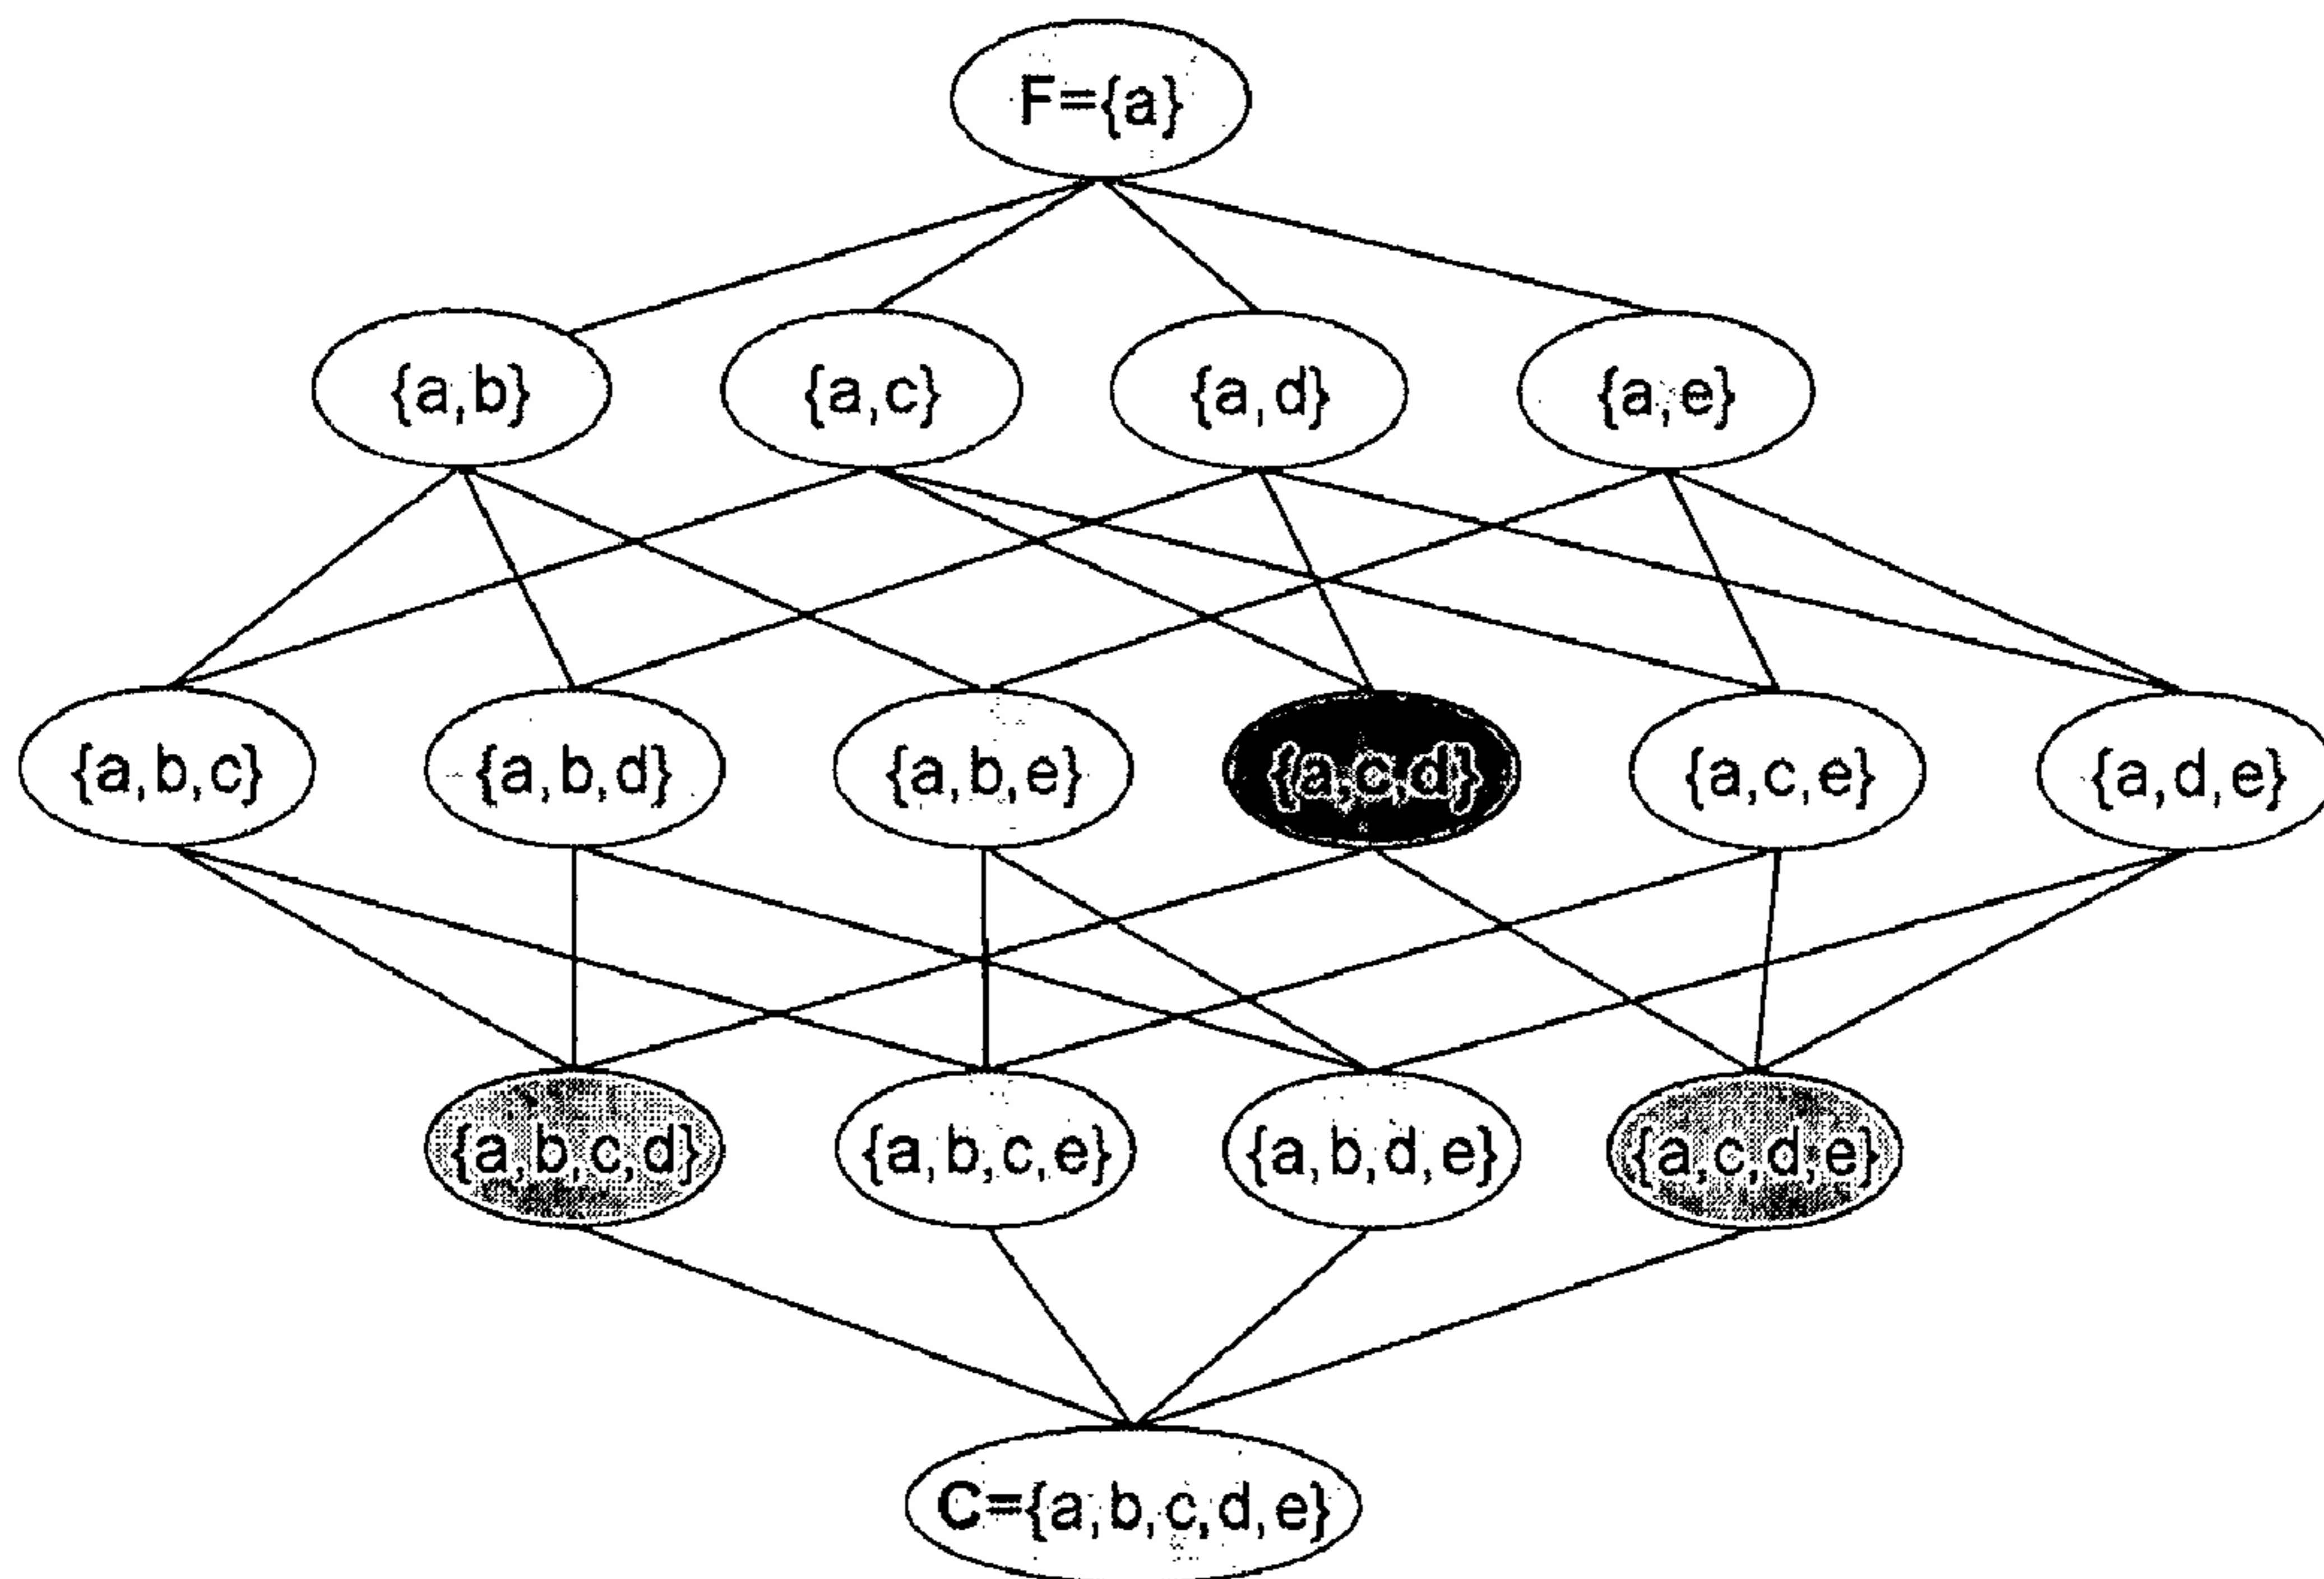 F={a}
{a,b} {a,c} {a,d} {a,e}
{a,b,c} {a,b,d} {a,b,e} {a,c,d} {a,c,e} {a,d,e}
{a,b,c,d} {a,b,c,e} {a,b,d,e} {a,c,d,e}
C={a,b,c,d,e}